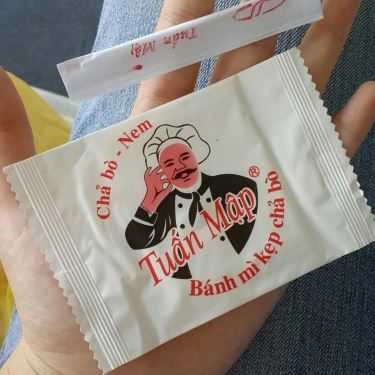 Tuấn Mập
Chả bò - Nem
Tuấn Mập ®
Bánh mì kẹp chả bò